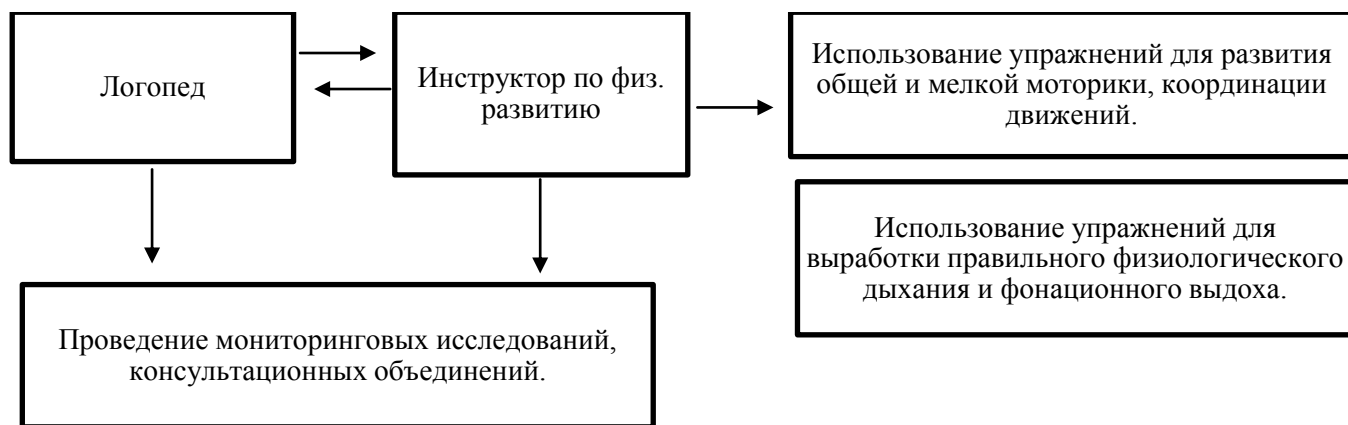 Логопед
Инструктор по физ.
развитию
Использование упражнений для развития
общей и мелкой моторики, координации
движений.
Использование упражнений для
выработки правильного физиологического
дыхания и фонационного выдоха.
Проведение мониторинговых исследований,
консультационных объединений.